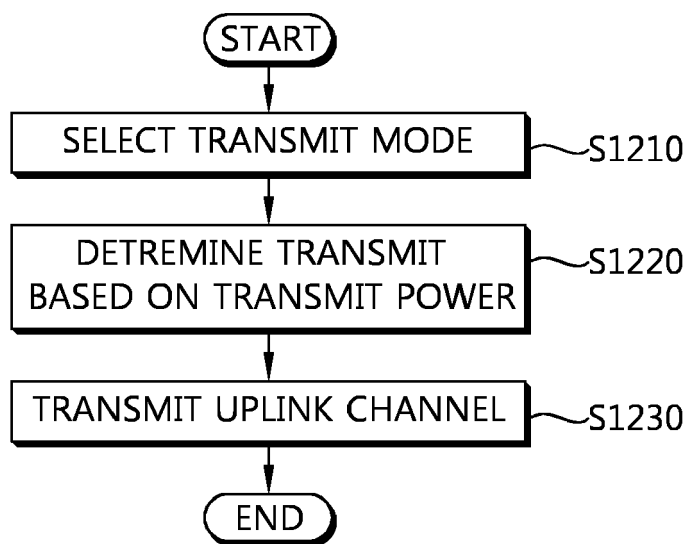 START
SELECT TRANSMIT MODE
S1210
DETREMINE TRANSMIT
BASED ON TRANSMIT POWER
S1220
TRANSMIT UPLINK CHANNEL
S1230
END